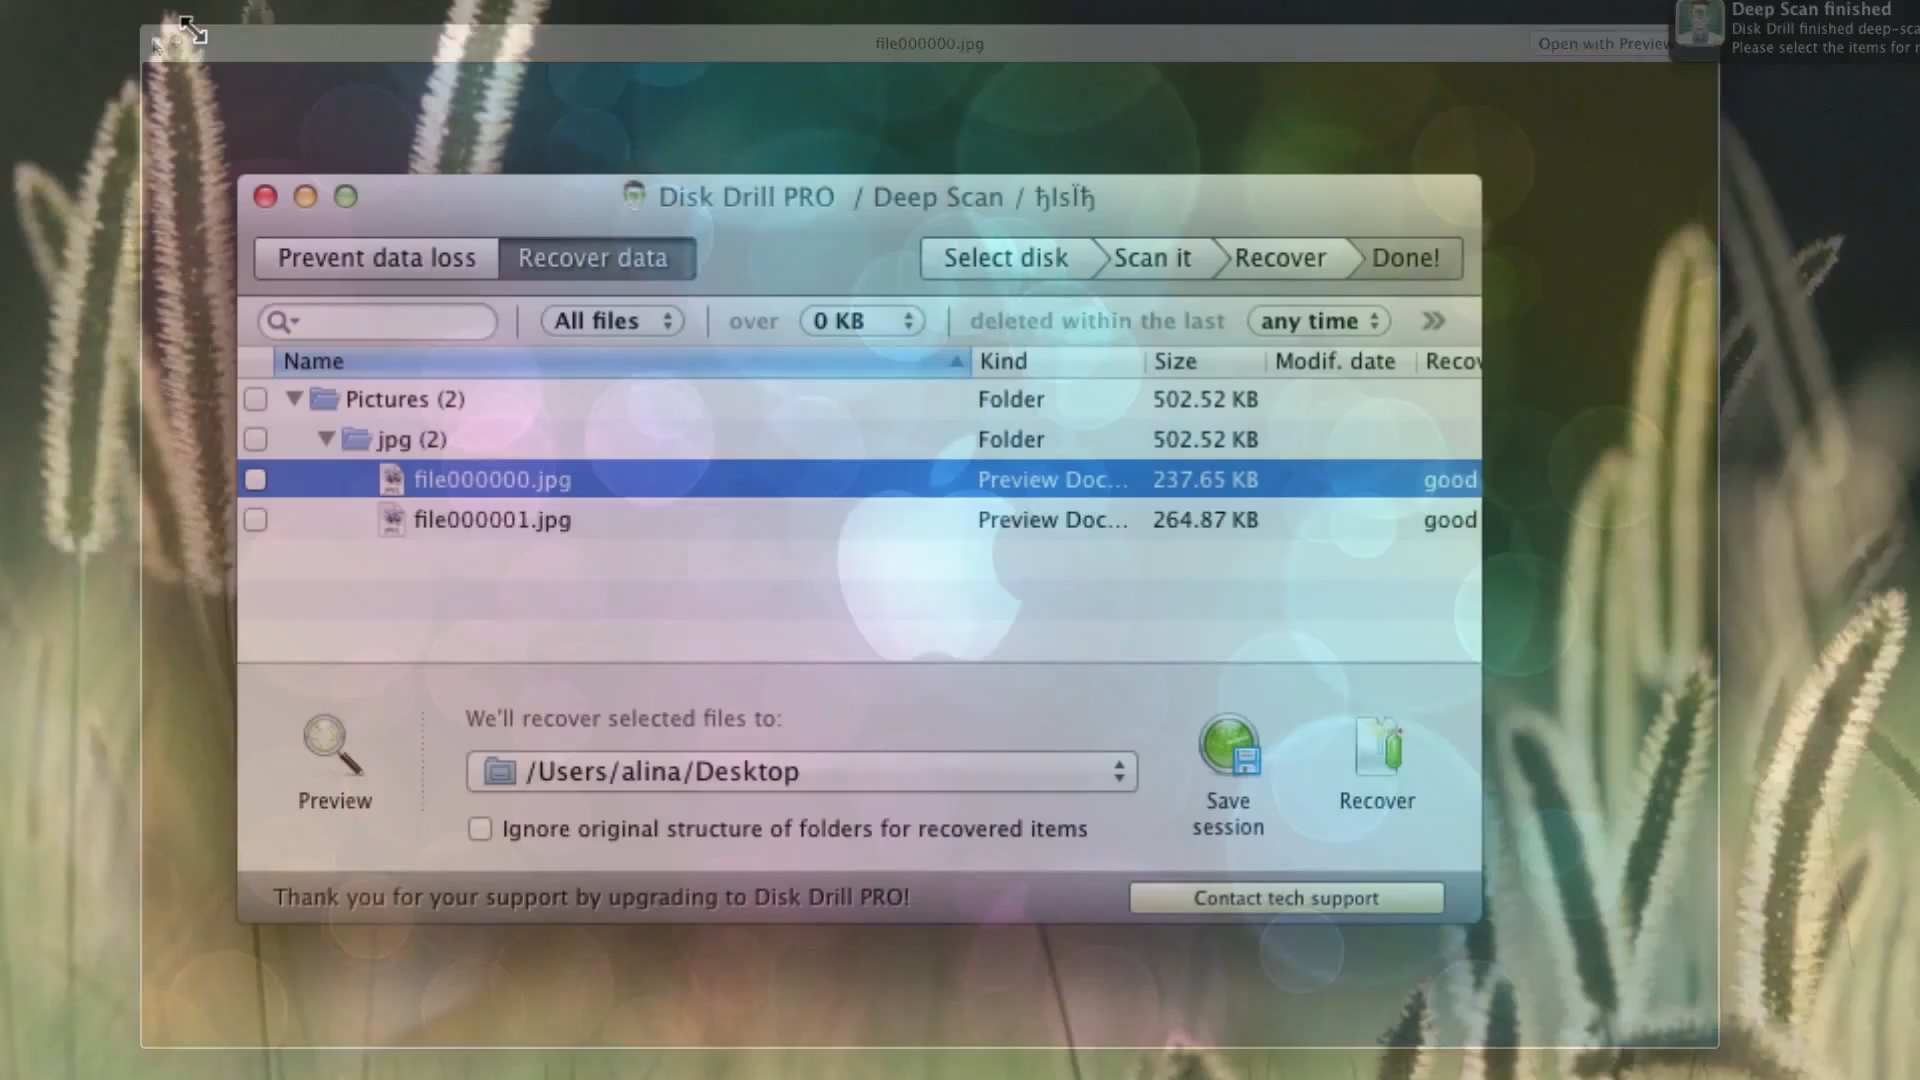 Deep Scan finished
Disk Drill finished deep-sca
Please select the items for r
file000000.jpg
Open with Preview
Disk Drill PRO / Deep Scan / ђIsЇђ
Prevent data loss
Recover data
Select disk
Scan it
Recover
Done!
All files
over
0 KB
deleted within the last
any time
Name
Kind
Size
Modif. date
Recov
Pictures (2)
Folder
502.52 KB
jpg (2)
Folder
502.52 KB
file000000.jpg
Preview Doc...
237.65 KB
good
file000001.jpg
Preview Doc...
264.87 KB
good
We'll recover selected files to:
/Users/alina/Desktop
Preview
Save
session
Recover
Ignore original structure of folders for recovered items
Thank you for your support by upgrading to Disk Drill PRO!
Contact tech support